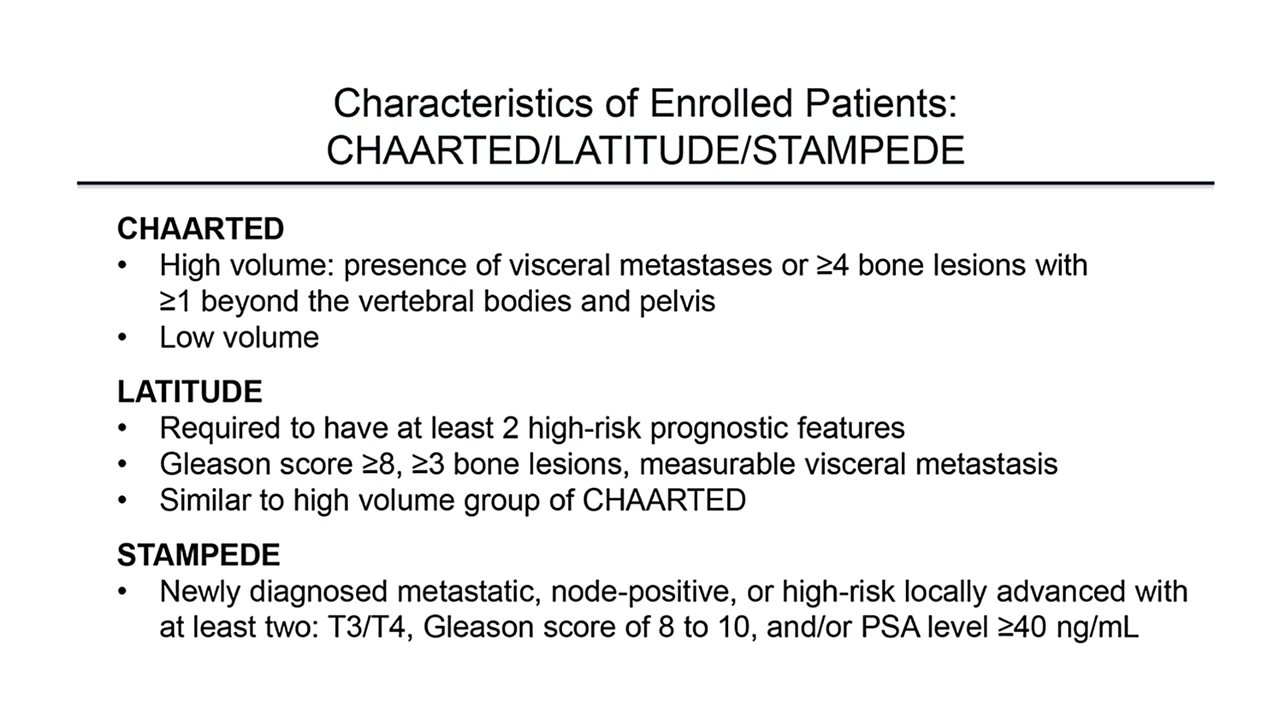 Characteristics of Enrolled Patients:
CHAARTED/LATITUDE/STAMPEDE
CHAARTED
• High volume: presence of visceral metastases or ≥4 bone lesions with
≥1 beyond the vertebral bodies and pelvis
• Low volume
LATITUDE
• Required to have at least 2 high-risk prognostic features
• Gleason score ≥8, ≥3 bone lesions, measurable visceral metastasis
• Similar to high volume group of CHAARTED
STAMPEDE
• Newly diagnosed metastatic, node-positive, or high-risk locally advanced with
at least two: T3/T4, Gleason score of 8 to 10, and/or PSA level ≥40 ng/mL